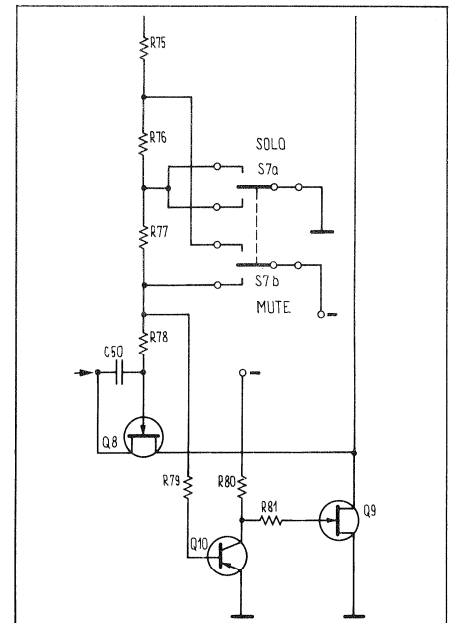 R75
R76
SOLO
S7a
R77
S7b
MUTE
C50
R78
−
−
Q8
R79
R80
R81
Q9
Q10